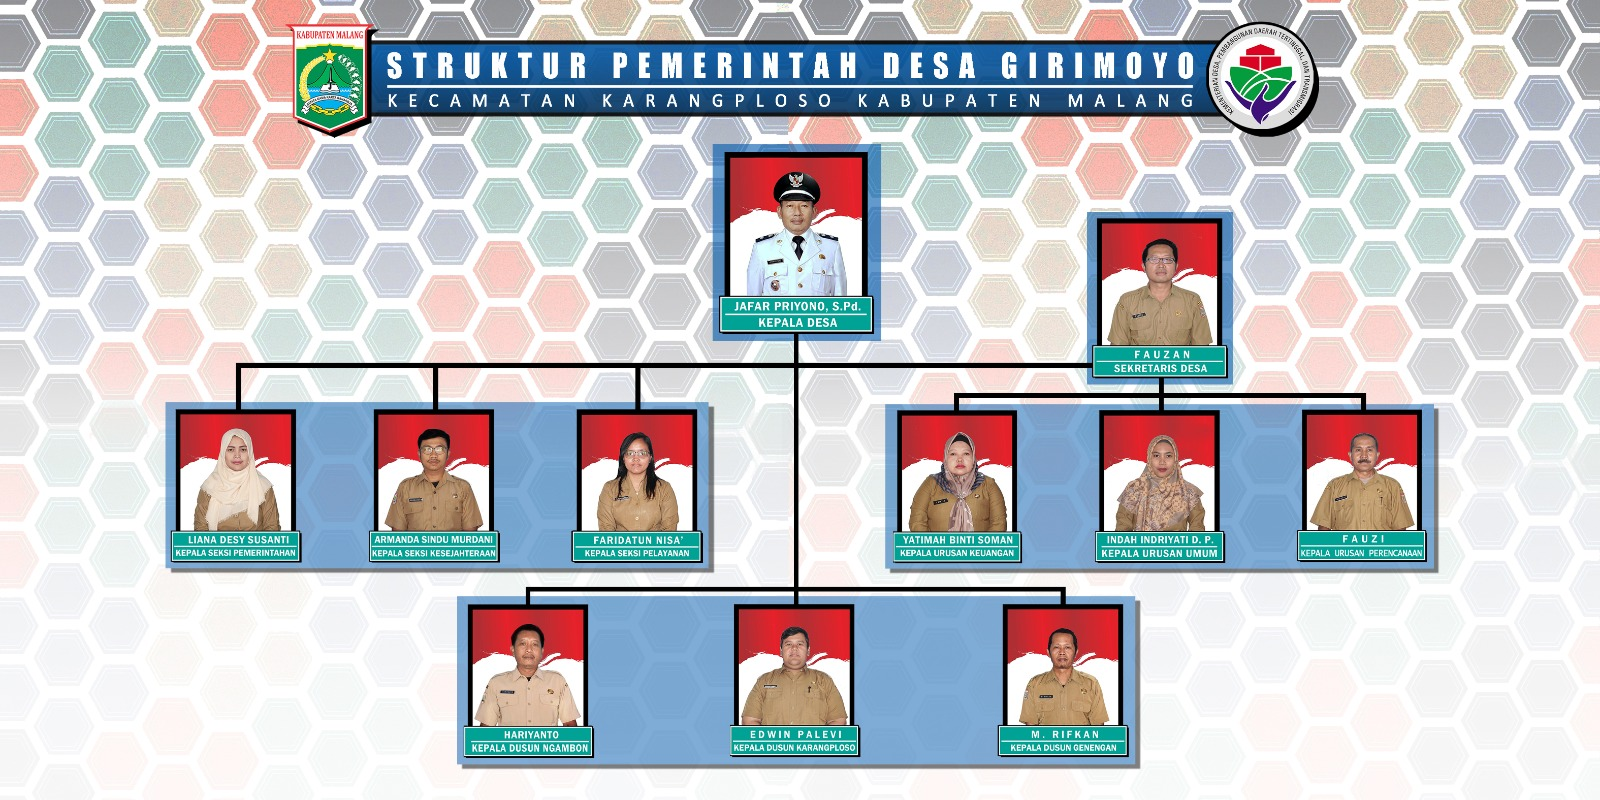 KABUPATEN MALANG
STRUKTUR PEMERINTAH DESA GIRIMOYO
KECAMATAN KARANGPLOSO KABUPATEN MALANG
KEMENTERIAN DESA, PEMBANGUNAN DAERAH TERTINGGAL, DAN TRANSMIGRASI
JAFAR PRIYONO, S.Pd.
KEPALA DESA
FAUZAN
SEKRETARIS DESA
LIANA DESY SUSANTI
KEPALA SEKSI PEMERINTAHAN
ARMANDA SINDU MURDANI
KEPALA SEKSI KESEJAHTERAAN
FARIDATUN NISA'
KEPALA SEKSI PELAYANAN
YATIMAH BINTI SOMAN
KEPALA URUSAN KEUANGAN
INDAH INDRIYATI D. P.
KEPALA URUSAN UMUM
FAUZI
KEPALA URUSAN PERENCANAAN
HARIYANTO
KEPALA DUSUN NGAMBON
EDWIN PALEVI
KEPALA DUSUN KARANGPLOSO
M. RIFKAN
KEPALA DUSUN GENENGAN